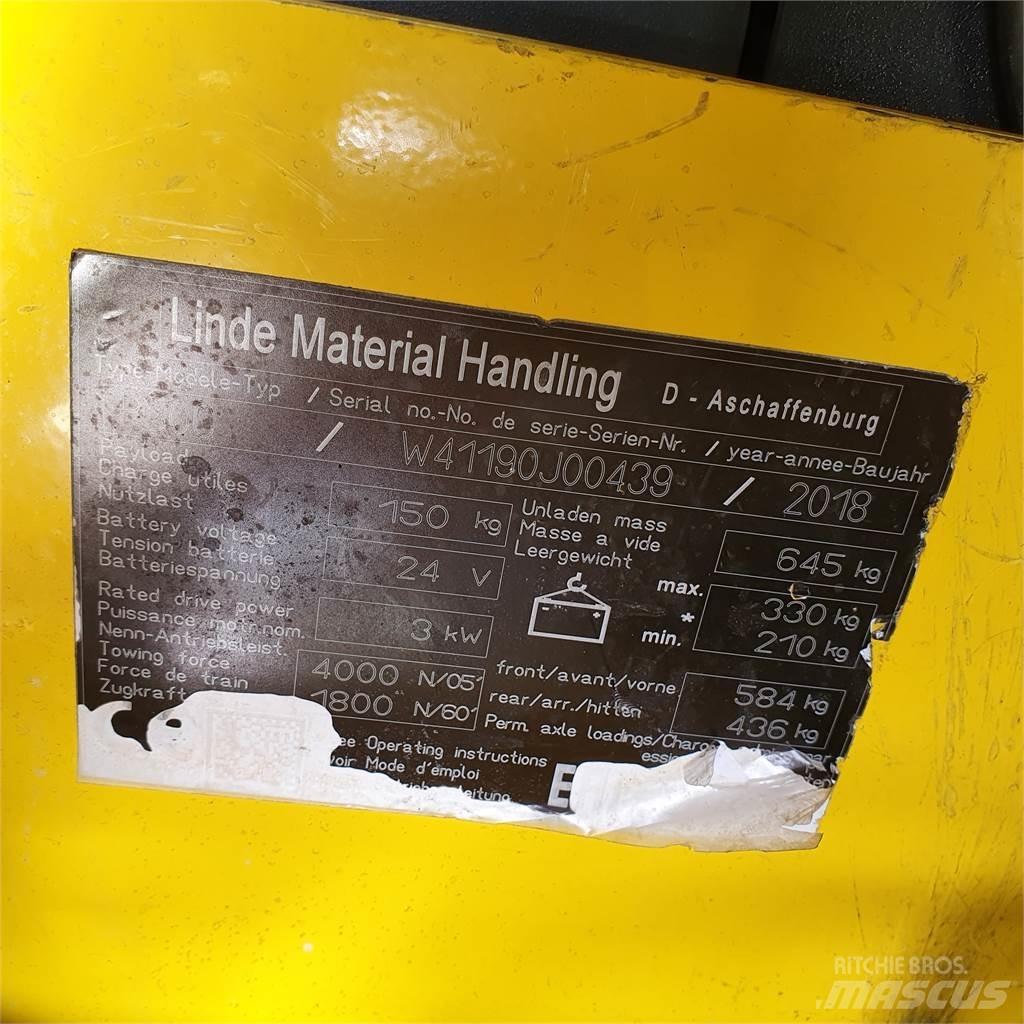 Linde Material Handling D - Aschaffenburg
Type-Modele-Typ / Serial no.-No. de serie-Serien-Nr. / year-annee-Baujahr
/ W41190J00439 / 2018
Payload
Charge utiles
Nutzlast
150 kg
Unladen mass
Masse a vide
Leergewicht
645 kg
Battery voltage
Tension batterie
Batteriespannung
24 V
max. 330 kg
*
min. 210 kg
Rated drive power
Puissance motr.nom.
Nenn-Antriebsleist.
3 kW
Towing force
Force de train
Zugkraft
4000 N/05'
1800 N/60'
front/avant/vorne 584 kg
rear/arr./hitten 436 kg
Perm. axle loadings/
Operating instructions
Mode d'emploi
RITCHIE BROS.
MASCUS